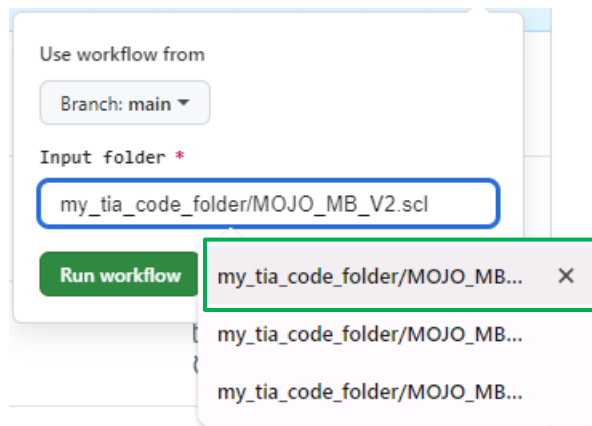 Use workflow from
Branch: main
Input folder *
my_tia_code_folder/MOJO_MB_V2.scl
Run workflow
my_tia_code_folder/MOJO_MB...
my_tia_code_folder/MOJO_MB...
my_tia_code_folder/MOJO_MB...